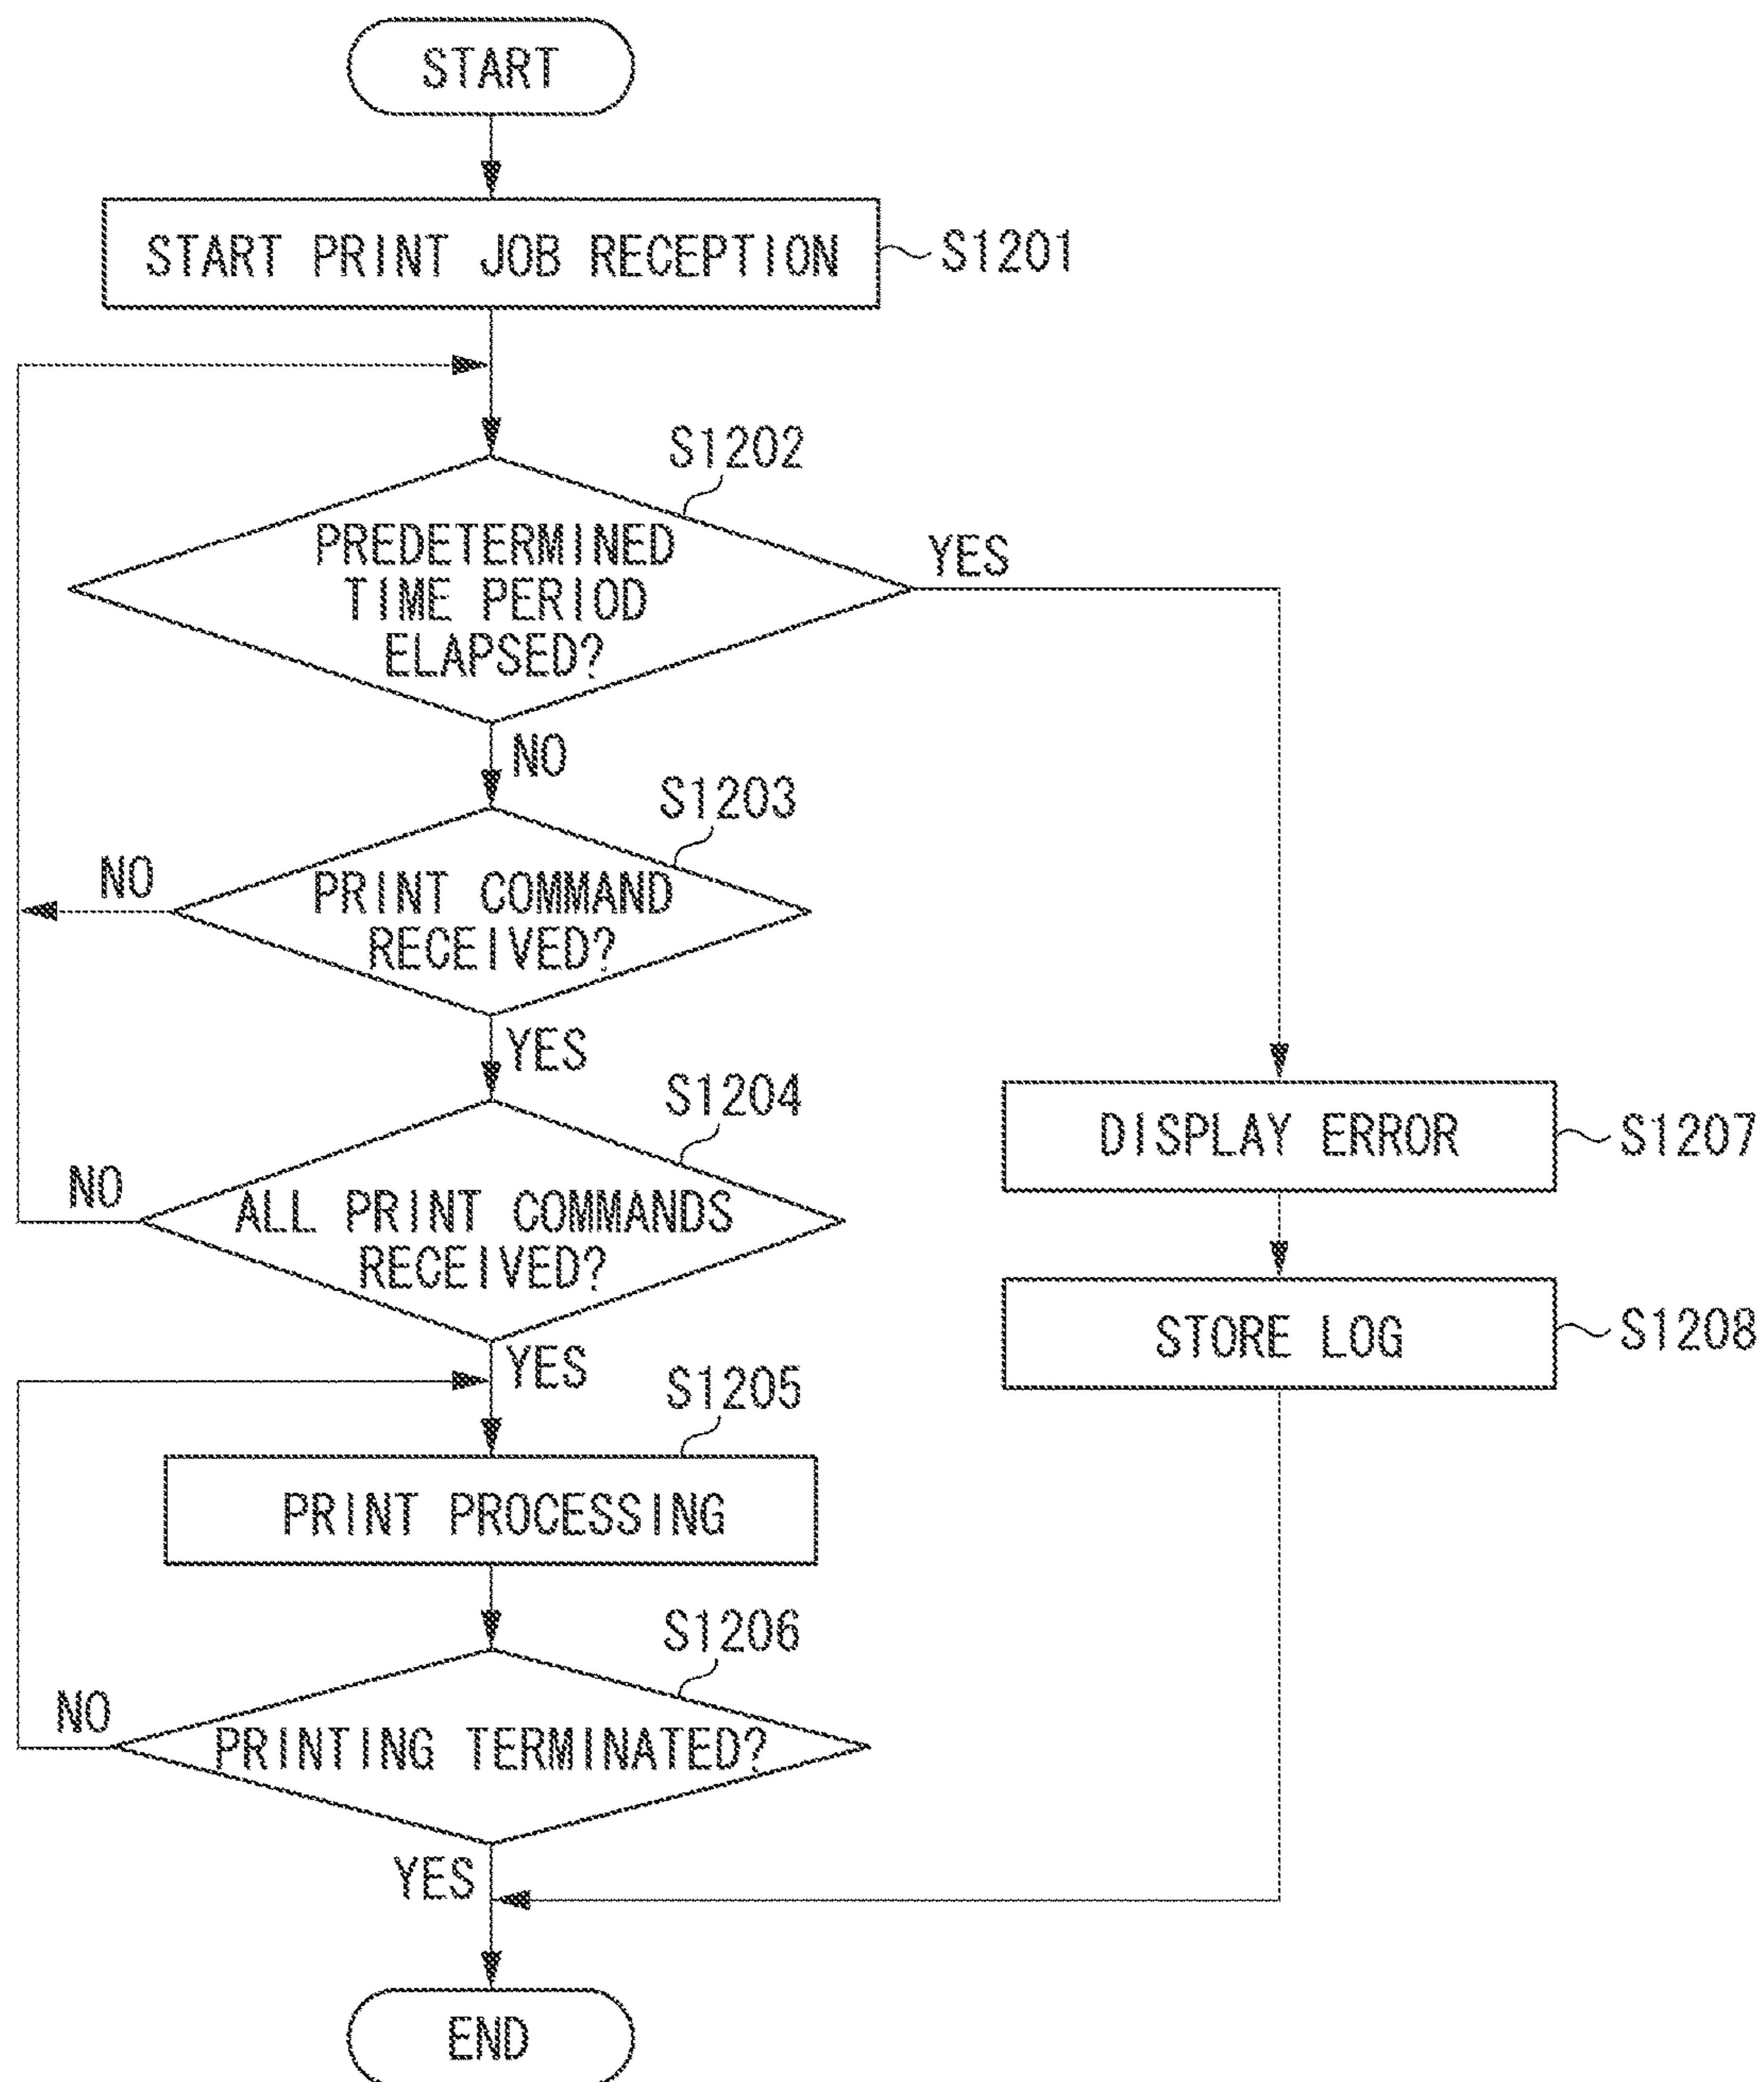 START
START PRINT JOB RECEPTION
S1201
S1202
PREDETERMINED
TIME PERIOD
ELAPSED?
YES
NO
S1203
PRINT COMMAND
RECEIVED?
NO
YES
S1204
ALL PRINT COMMANDS
RECEIVED?
NO
YES
DISPLAY ERROR
S1207
STORE LOG
S1208
S1205
PRINT PROCESSING
S1206
PRINTING TERMINATED?
NO
YES
END